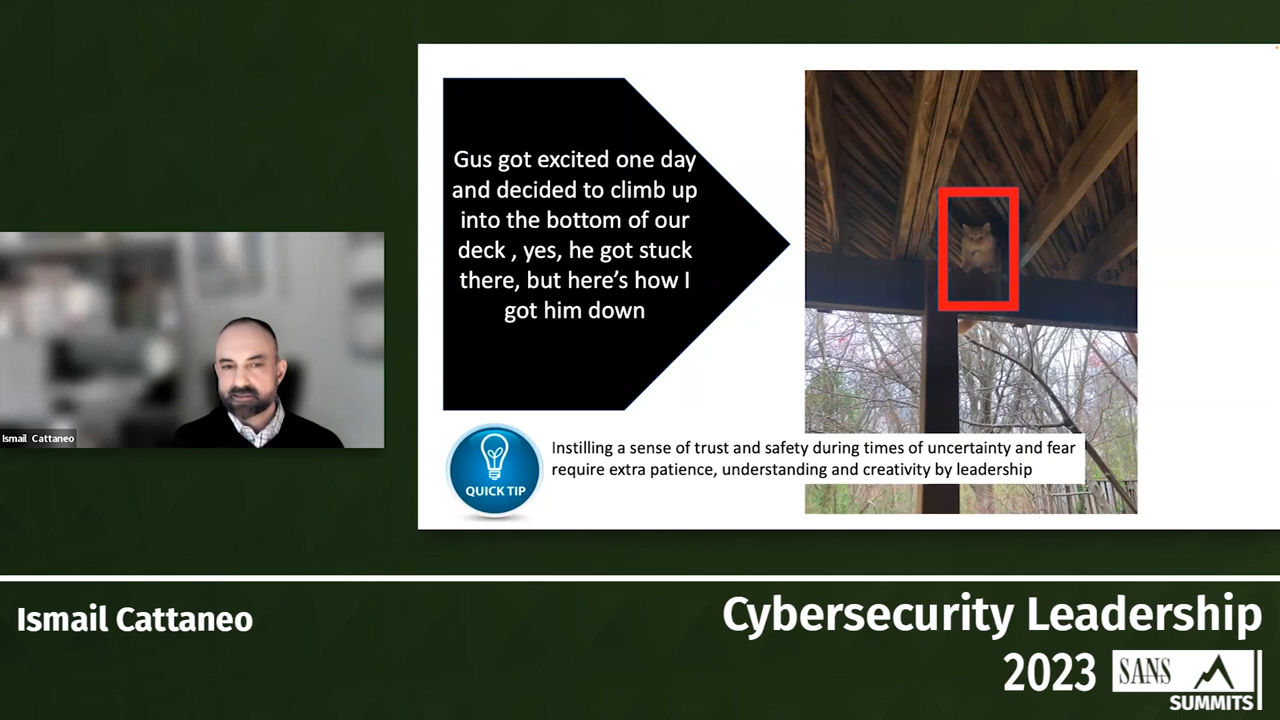 Gus got excited one day
and decided to climb up
into the bottom of our
deck , yes, he got stuck
there, but here’s how I
got him down
QUICK TIP
Instilling a sense of trust and safety during times of uncertainty and fear
require extra patience, understanding and creativity by leadership
Ismail Cattaneo
Ismail Cattaneo
Cybersecurity Leadership
2023
SANS
SUMMITS